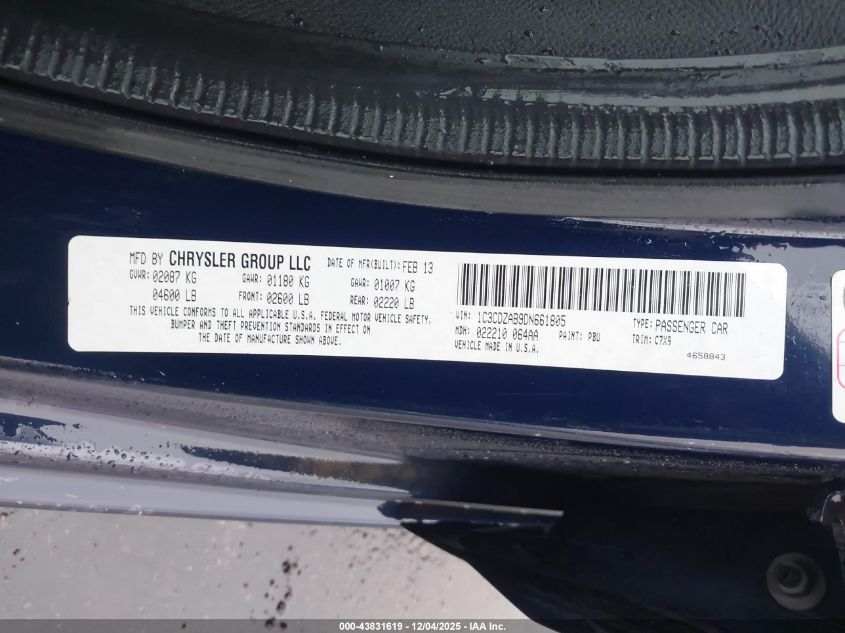 MFD BY CHRYSLER GROUP LLC DATE OF MFR(BUILT): FEB 13
GVWR: 02087 KG GAWR: 01180 KG GAWR: 01007 KG
04600 LB FRONT: 02600 LB REAR: 02220 LB
THIS VEHICLE CONFORMS TO ALL APPLICABLE U.S.A. FEDERAL MOTOR VEHICLE SAFETY,
BUMPER AND THEFT PREVENTION STANDARDS IN EFFECT ON
THE DATE OF MANUFACTURE SHOWN ABOVE.
VIN: 1C3CDZAB9DN661805 TYPE: PASSENGER CAR
MDH: 022210 064AA PAINT: PBU TRIM: C7X9
VEHICLE MADE IN U.S.A.
4658843
000-43831619 - 12/04/2025 - IAA Inc.